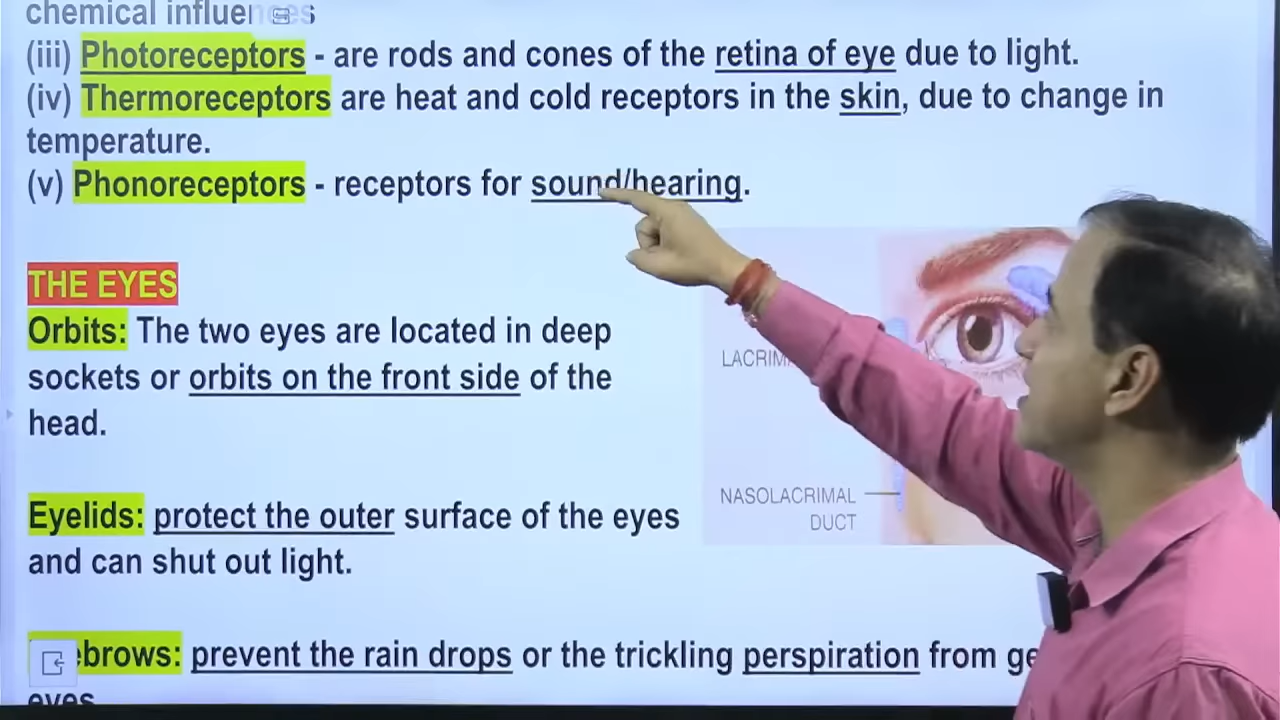 chemical
(iii) Photoreceptors - are rods and cones of the retina of eye due to light.
(iv) Thermoreceptors are heat and cold receptors in the skin, due to change in
temperature.
(v) Phonoreceptors - receptors for sound/hearing.
THE EYES
Orbits: The two eyes are located in deep
sockets or orbits on the front side of the
head.
Eyelids: protect the outer surface of the eyes
and can shut out light.
prevent the rain drops or the trickling perspiration from
eyes
NASOLACRIMAL
DUCT